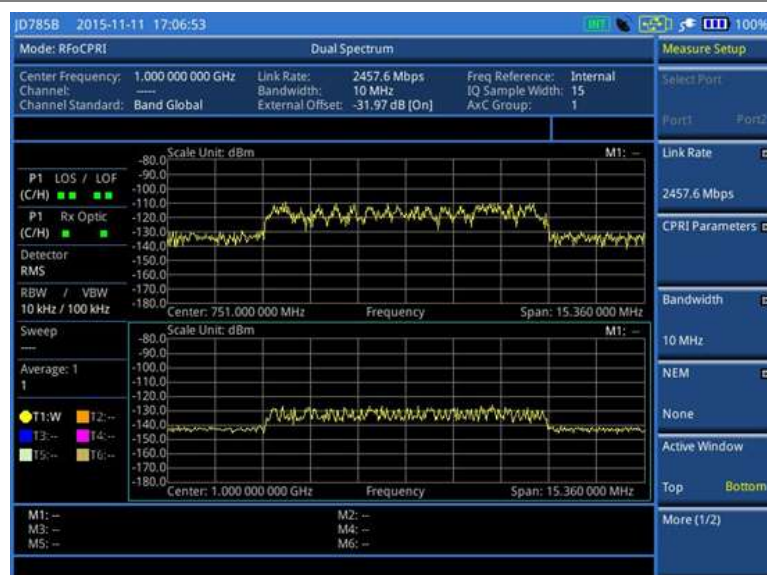 JD785B 2015-11-11 17:06:53 INT 100%
Mode: RFoCPRI Dual Spectrum Measure Setup
Center Frequency: 1.000 000 000 GHz Link Rate: 2457.6 Mbps Freq Reference: Internal
Channel: ---- Bandwidth: 10 MHz IQ Sample Width: 15
Channel Standard: Band Global External Offset: -31.97 dB [On] AxC Group: 1
Select Port
Port1 Port2
Scale Unit: dBm M1: --
-80.0
-90.0
-100.0
-110.0
-120.0
-130.0
-140.0
-150.0
-160.0
-170.0
-180.0
Center: 751.000 000 MHz Frequency Span: 15.360 000 MHz
P1 LOS / LOF
(C/H)
P1 Rx Optic
(C/H)
Detector
RMS
RBW / VBW
10 kHz / 100 kHz
Sweep
----
Average: 1
1
T1:W T2:--
T3:-- T4:--
T5:-- T6:--
Scale Unit: dBm M1: --
-80.0
-90.0
-100.0
-110.0
-120.0
-130.0
-140.0
-150.0
-160.0
-170.0
-180.0
Center: 1.000 000 000 GHz Frequency Span: 15.360 000 MHz
Link Rate
2457.6 Mbps
CPRI Parameters
Bandwidth
10 MHz
NEM
None
Active Window
Top Bottom
More (1/2)
M1: -- M2: --
M3: -- M4: --
M5: -- M6: --